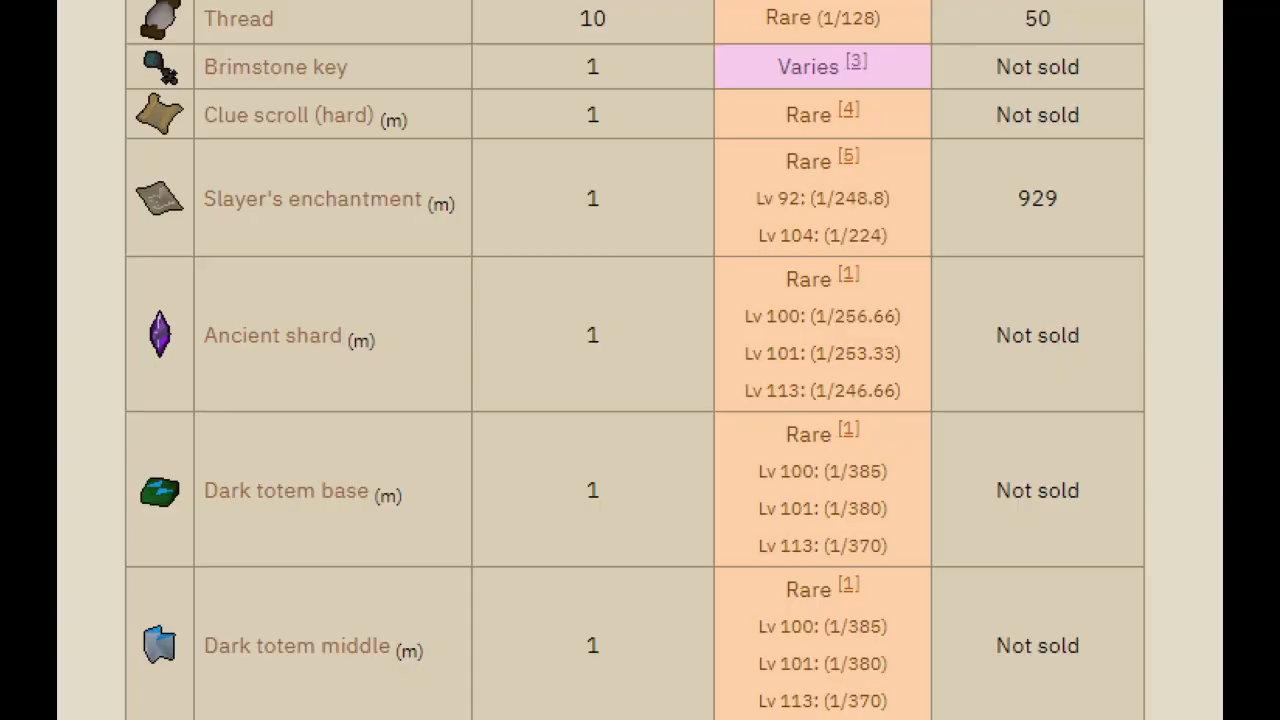 Thread 10 Rare (1/128) 50
Brimstone key 1 Varies [3] Not sold
Clue scroll (hard) (m) 1 Rare [4] Not sold
Rare [5]
Slayer's enchantment (m) 1 Lv 92: (1/248.8) 929
Lv 104: (1/224)
Rare [1]
Lv 100: (1/256.66)
Ancient shard (m) 1 Lv 101: (1/253.33) Not sold
Lv 113: (1/246.66)
Rare [1]
Lv 100: (1/385)
Dark totem base (m) 1 Lv 101: (1/380) Not sold
Lv 113: (1/370)
Rare [1]
Lv 100: (1/385)
Dark totem middle (m) 1 Lv 101: (1/380) Not sold
Lv 113: (1/370)